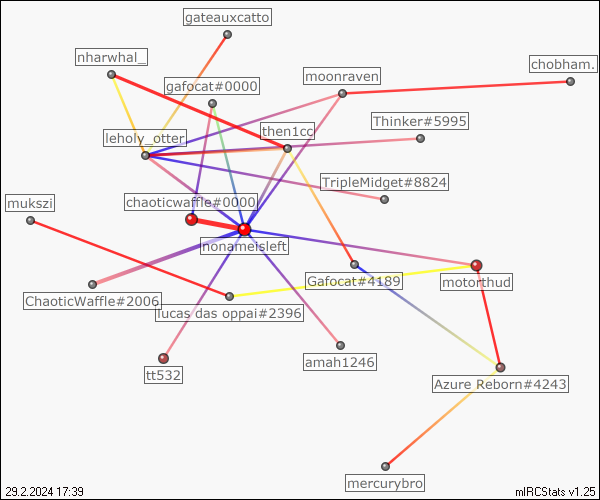 gateauxcatto
nharwhal_
chobham.
moonraven
gafocat#0000
Thinker#5995
then1cc
leholy_otter
TripleMidget#8824
mukszi
chaoticwaffle#0000
nonameisleft
Gafocat#4189
motorthud
ChaoticWaffle#2006
lucas das oppai#2396
amah1246
tt532
Azure Reborn#4243
mercurybro
29.2.2024 17:39
mIRCStats v1.25